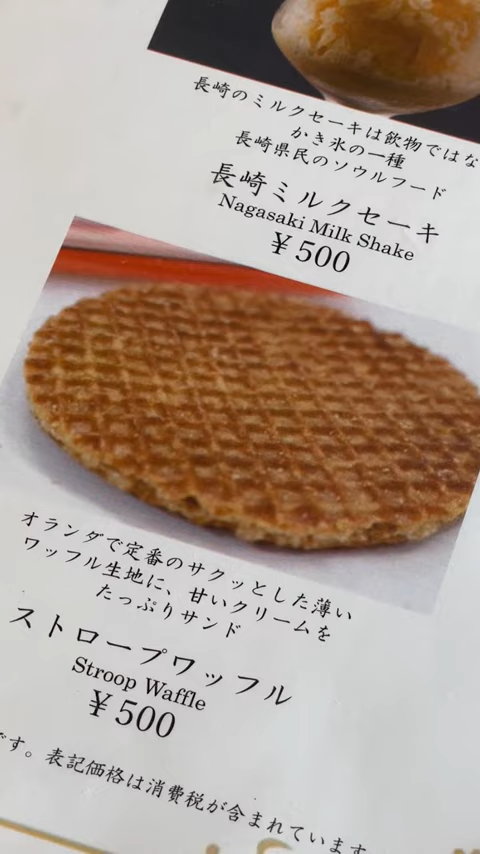 長崎のミルクセーキは飲物ではな
かき氷の一種
長崎県民のソウルフード
長崎ミルクセーキ
Nagasaki Milk Shake
￥500
オランダで定番のサクッとした薄い
ワッフル生地に、甘いクリームを
たっぷりサンド
ストロープワッフル
Stroop Waffle
￥500
です。表記価格は消費税が含まれています